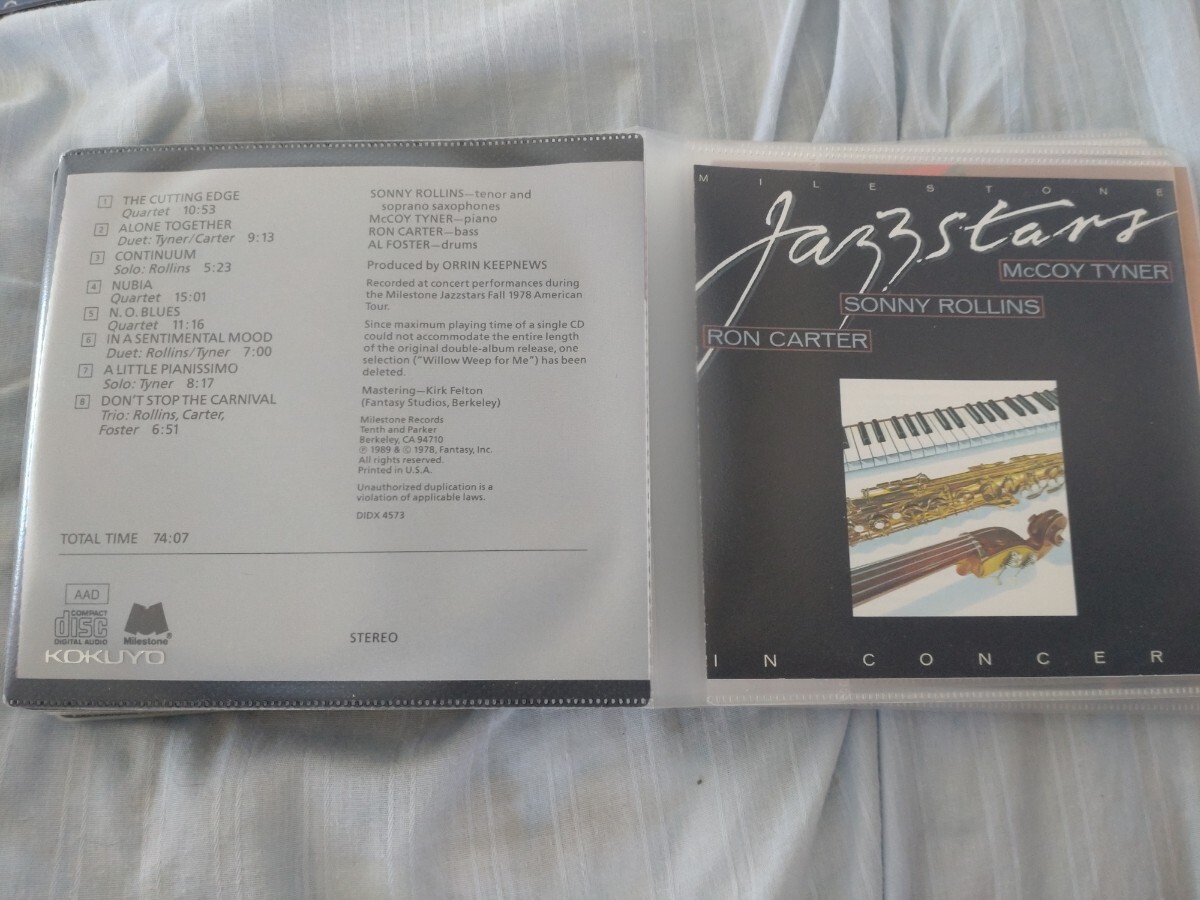 1 THE CUTTING EDGE
Quartet 10:53
2 ALONE TOGETHER
Duet: Tyner/Carter 9:13
3 CONTINUUM
Solo: Rollins 5:23
4 NUBIA
Quartet 15:01
5 N.O. BLUES
Quartet 11:16
6 IN A SENTIMENTAL MOOD
Duet: Rollins/Tyner 7:00
7 A LITTLE PIANISSIMO
Solo: Tyner 8:17
8 DON'T STOP THE CARNIVAL
Trio: Rollins, Carter,
Foster 6:51
TOTAL TIME 74:07
AAD
COMPACT
disc
DIGITAL AUDIO
Milestone®
KOKUYO
SONNY ROLLINS—tenor and
soprano saxophones
McCOY TYNER—piano
RON CARTER—bass
AL FOSTER—drums
Produced by ORRIN KEEPNEWS
Recorded at concert performances during
the Milestone Jazzstars Fall 1978 American
Tour.
Since maximum playing time of a single CD
could not accommodate the entire length
of the original double-album release, one
selection ("Willow Weep for Me") has been
deleted.
Mastering—Kirk Felton
(Fantasy Studios, Berkeley)
Milestone Records
Tenth and Parker
Berkeley, CA 94710
℗ 1989 & © 1978, Fantasy, Inc.
All rights reserved.
Printed in U.S.A.
Unauthorized duplication is a
violation of applicable laws.
DIDX 4573
STEREO
MILESTONE
Jazzstars
McCOY TYNER
SONNY ROLLINS
RON CARTER
IN CONCER